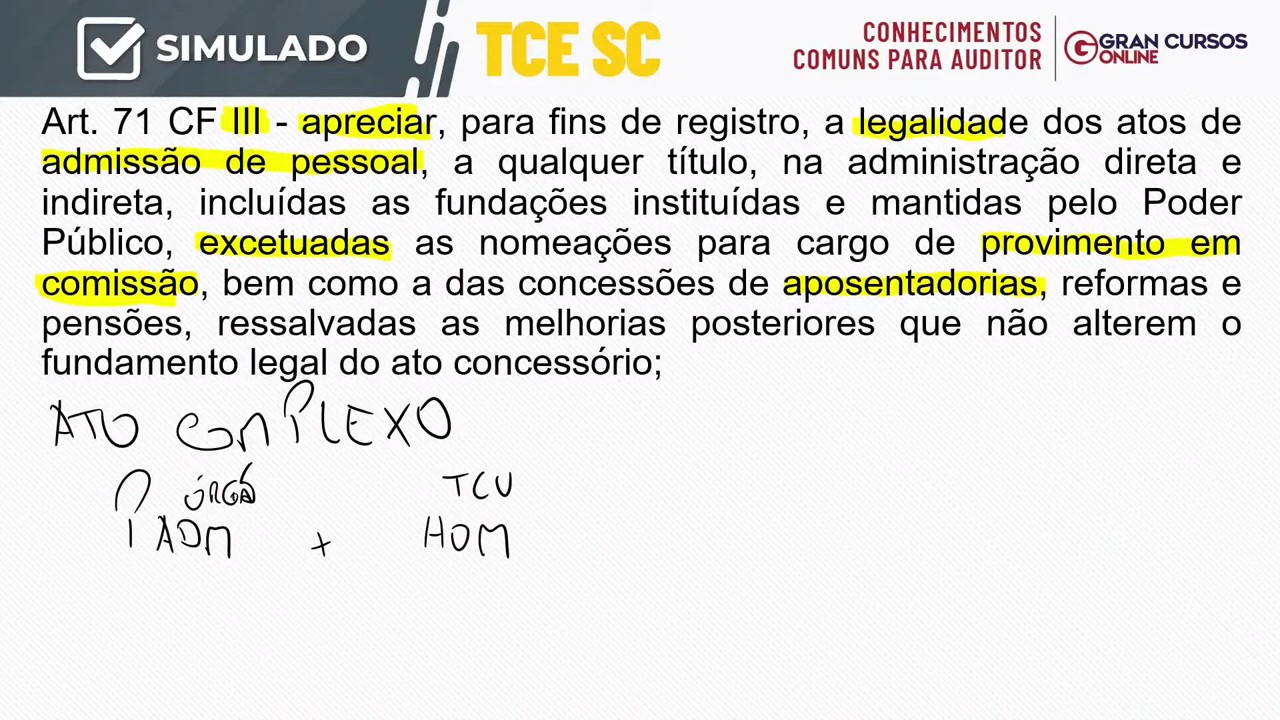 SIMULADO
TCE SC
CONHECIMENTOS
COMUNS PARA AUDITOR
GRAN CURSOS
ONLINE
Art. 71 CF III - apreciar, para fins de registro, a legalidade dos atos de
admissão de pessoal, a qualquer título, na administração direta e
indireta, incluídas as fundações instituídas e mantidas pelo Poder
Público, excetuadas as nomeações para cargo de provimento em
comissão, bem como a das concessões de aposentadorias, reformas e
pensões, ressalvadas as melhorias posteriores que não alterem o
fundamento legal do ato concessório;
ATO COMPLEXO
TCU
ADM + HOM